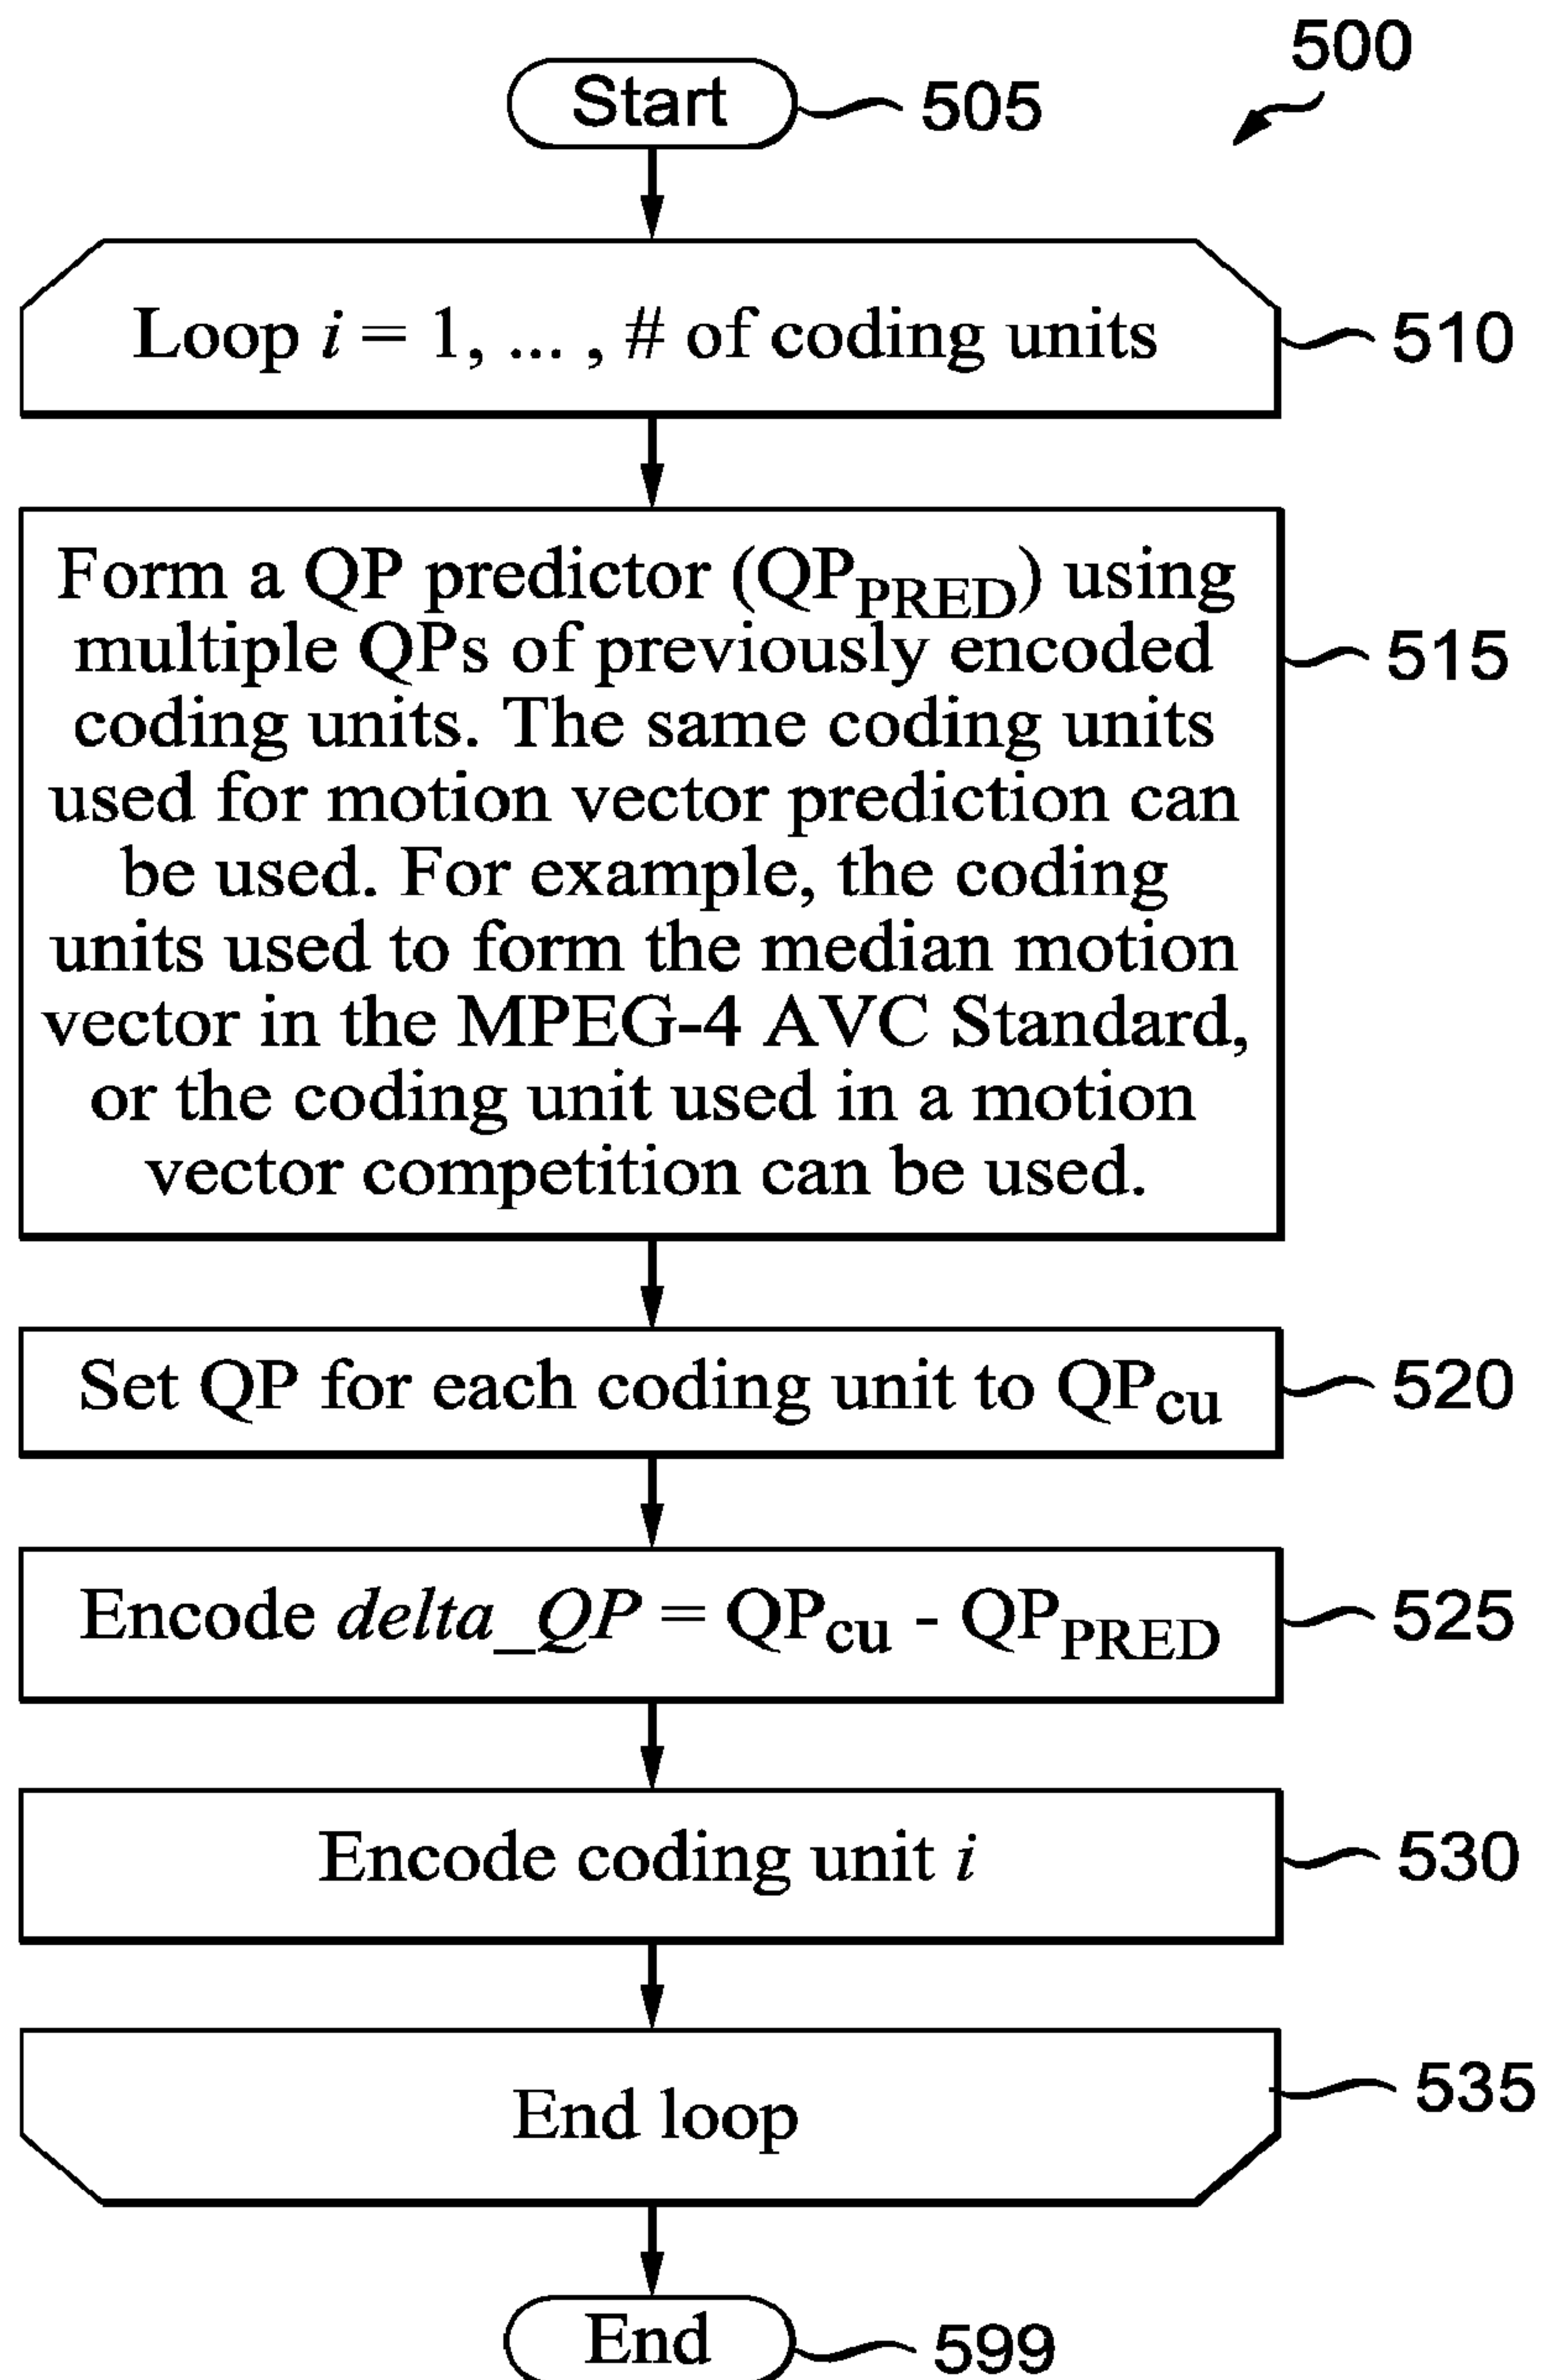 500
Start
505
Loop i = 1, ... , # of coding units
510
Form a QP predictor (QPPRED) using
multiple QPs of previously encoded
coding units. The same coding units
used for motion vector prediction can
be used. For example, the coding
units used to form the median motion
vector in the MPEG-4 AVC Standard,
or the coding unit used in a motion
vector competition can be used.
515
Set QP for each coding unit to QPcu
520
Encode delta_QP = QPcu - QPPRED
525
Encode coding unit i
530
End loop
535
End
599